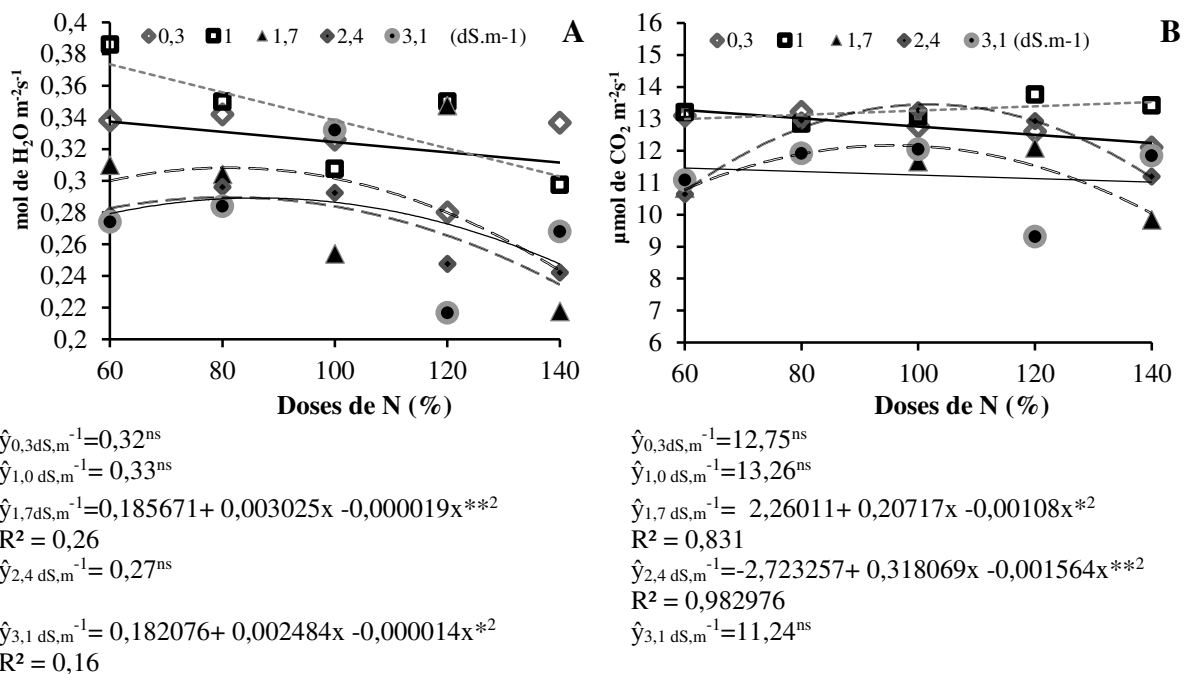 0,4
0,38
0,36
0,34
0,32
0,3
0,28
0,26
0,24
0,22
0,2
mol de H₂O m⁻²s⁻¹
0,3 1 1,7 2,4 3,1 (dS.m-1) A
60 80 100 120 140
Doses de N (%)
16
15
14
13
12
11
10
9
8
7
6
µmol de CO₂ m⁻²s⁻¹
0,3 1 1,7 2,4 3,1 (dS.m-1) B
60 80 100 120 140
Doses de N (%)
ŷ0,3dS,m⁻¹=0,32ⁿˢ
ŷ1,0 dS,m⁻¹= 0,33ⁿˢ
ŷ1,7dS,m⁻¹=0,185671+ 0,003025x -0,000019x**²
R² = 0,26
ŷ2,4 dS,m⁻¹= 0,27ⁿˢ
ŷ3,1 dS,m⁻¹= 0,182076+ 0,002484x -0,000014x*²
R² = 0,16
ŷ0,3dS,m⁻¹=12,75ⁿˢ
ŷ1,0 dS,m⁻¹=13,26ⁿˢ
ŷ1,7 dS,m⁻¹= 2,26011+ 0,20717x -0,00108x*²
R² = 0,831
ŷ2,4 dS,m⁻¹=-2,723257+ 0,318069x -0,001564x**²
R² = 0,982976
ŷ3,1 dS,m⁻¹=11,24ⁿˢ